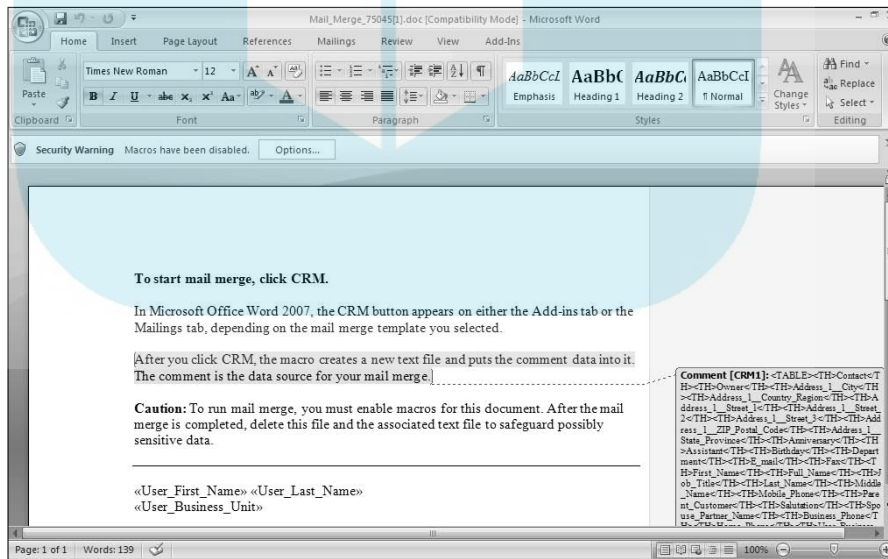 Mail_Merge_75045[1].doc [Compatibility Mode] - Microsoft Word
Home Insert Page Layout References Mailings Review View Add-Ins
Paste
Clipboard
Times New Roman 12
B I U abe x₂ x² Aa ab A
Font
Paragraph
AaBbCcI AaBbC AaBbCc AaBbCcI
Emphasis Heading 1 Heading 2 ¶ Normal
Change Styles
Styles
Find
Replace
Select
Editing
Security Warning Macros have been disabled. Options...
To start mail merge, click CRM.
In Microsoft Office Word 2007, the CRM button appears on either the Add-ins tab or the
Mailings tab, depending on the mail merge template you selected.
After you click CRM, the macro creates a new text file and puts the comment data into it.
The comment is the data source for your mail merge.
Caution: To run mail merge, you must enable macros for this document. After the mail
merge is completed, delete this file and the associated text file to safeguard possibly
sensitive data.
«User_First_Name» «User_Last_Name»
«User_Business_Unit»
Comment [CRM1]: <TABLE><TH>Contact</T
H><TH>Owner</TH><TH>Address_1__City</TH
><TH>Address_1__Country_Region</TH><TH>A
ddress_1__Street_1</TH><TH>Address_1__Street_
2</TH><TH>Address_1__Street_3</TH><TH>Add
ress_1__ZIP_Postal_Code</TH><TH>Address_1__
State_Province</TH><TH>Anniversary</TH><TH
>Assistant</TH><TH>Birthday</TH><TH>Depart
ment</TH><TH>E_mail</TH><TH>Fax</TH><T
H>First_Name</TH><TH>Full_Name</TH><TH>J
ob_Title</TH><TH>Last_Name</TH><TH>Middle
_Name</TH><TH>Mobile_Phone</TH><TH>Pare
nt_Customer</TH><TH>Salutation</TH><TH>Spo
use_Partner_Name</TH><TH>Business_Phone</T
Page: 1 of 1 Words: 139 100%